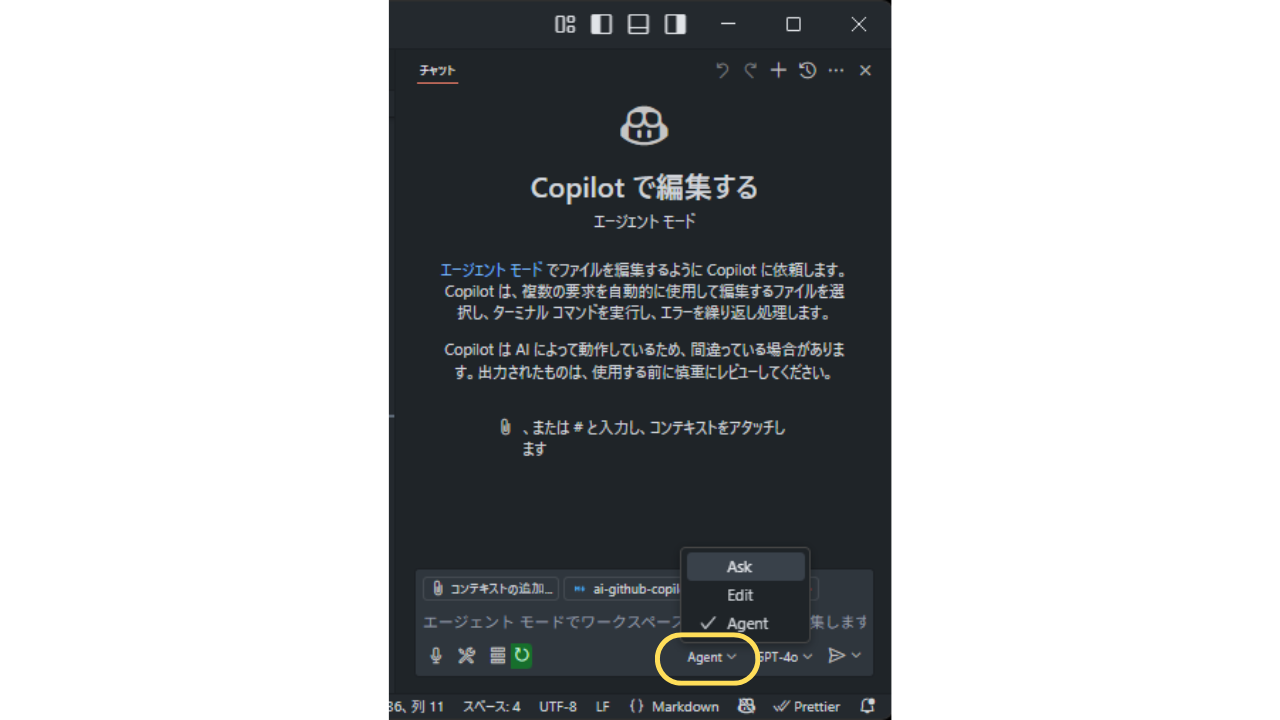 チャット
Copilot で編集する
エージェント モード
エージェント モード でファイルを編集するように Copilot に依頼します。
Copilot は、複数の要求を自動的に使用して編集するファイルを選
択し、ターミナル コマンドを実行し、エラーを繰り返し処理します。
Copilot は AI によって動作しているため、間違っている場合がありま
す。出力されたものは、使用する前に慎重にレビューしてください。
、または # と入力し、コンテキストをアタッチし
ます
Ask
Edit
Agent
コンテキストの追加...
ai-github-copil
エージェント モードでワークスペース
集します
Agent
GPT-4o
36、列 11 スペース: 4 UTF-8 LF {} Markdown Prettier